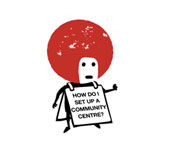 HOW DO I
SET UP A
COMMUNITY
CENTRE?